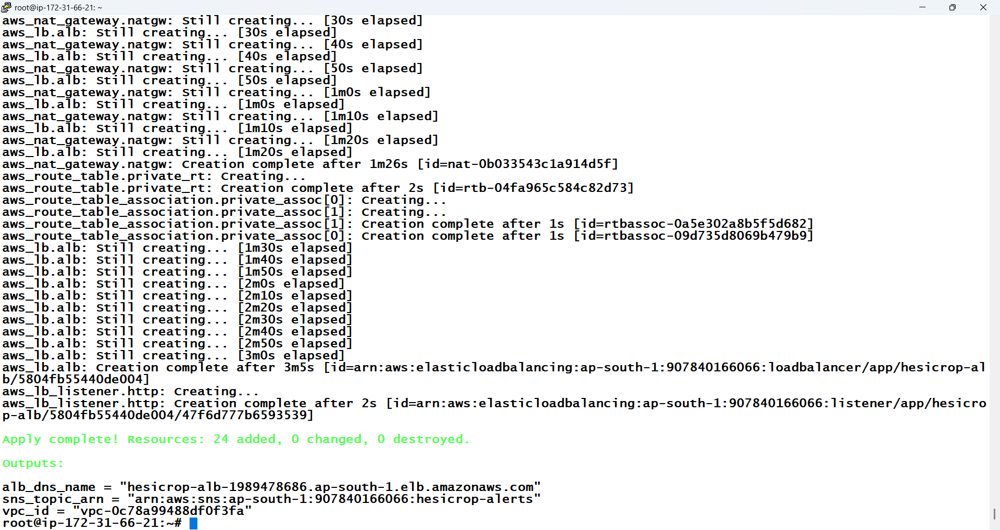 root@ip-172-31-66-21: ~
aws_nat_gateway.natgw: Still creating... [30s elapsed]
aws_lb.alb: Still creating... [30s elapsed]
aws_nat_gateway.natgw: Still creating... [40s elapsed]
aws_lb.alb: Still creating... [40s elapsed]
aws_nat_gateway.natgw: Still creating... [50s elapsed]
aws_lb.alb: Still creating... [50s elapsed]
aws_nat_gateway.natgw: Still creating... [1m0s elapsed]
aws_lb.alb: Still creating... [1m0s elapsed]
aws_nat_gateway.natgw: Still creating... [1m10s elapsed]
aws_lb.alb: Still creating... [1m10s elapsed]
aws_nat_gateway.natgw: Still creating... [1m20s elapsed]
aws_lb.alb: Still creating... [1m20s elapsed]
aws_nat_gateway.natgw: Creation complete after 1m26s [id=nat-0b033543c1a914d5f]
aws_route_table.private_rt: Creating...
aws_route_table.private_rt: Creation complete after 2s [id=rtb-04fa965c584c82d73]
aws_route_table_association.private_assoc[0]: Creating...
aws_route_table_association.private_assoc[1]: Creating...
aws_route_table_association.private_assoc[1]: Creation complete after 1s [id=rtbassoc-0a5e302a8b5f5d682]
aws_route_table_association.private_assoc[0]: Creation complete after 1s [id=rtbassoc-09d735d8069b479b9]
aws_lb.alb: Still creating... [1m30s elapsed]
aws_lb.alb: Still creating... [1m40s elapsed]
aws_lb.alb: Still creating... [1m50s elapsed]
aws_lb.alb: Still creating... [2m0s elapsed]
aws_lb.alb: Still creating... [2m10s elapsed]
aws_lb.alb: Still creating... [2m20s elapsed]
aws_lb.alb: Still creating... [2m30s elapsed]
aws_lb.alb: Still creating... [2m40s elapsed]
aws_lb.alb: Still creating... [2m50s elapsed]
aws_lb.alb: Still creating... [3m0s elapsed]
aws_lb.alb: Creation complete after 3m5s [id=arn:aws:elasticloadbalancing:ap-south-1:907840166066:loadbalancer/app/hesicrop-al
b/5804fb55440de004]
aws_lb_listener.http: Creating...
aws_lb_listener.http: Creation complete after 2s [id=arn:aws:elasticloadbalancing:ap-south-1:907840166066:listener/app/hesicro
p-alb/5804fb55440de004/47f6d777b6593539]
Apply complete! Resources: 24 added, 0 changed, 0 destroyed.
Outputs:
alb_dns_name = "hesicrop-alb-1989478686.ap-south-1.elb.amazonaws.com"
sns_topic_arn = "arn:aws:sns:ap-south-1:907840166066:hesicrop-alerts"
vpc_id = "vpc-0c78a99488df0f3fa"
root@ip-172-31-66-21:~#